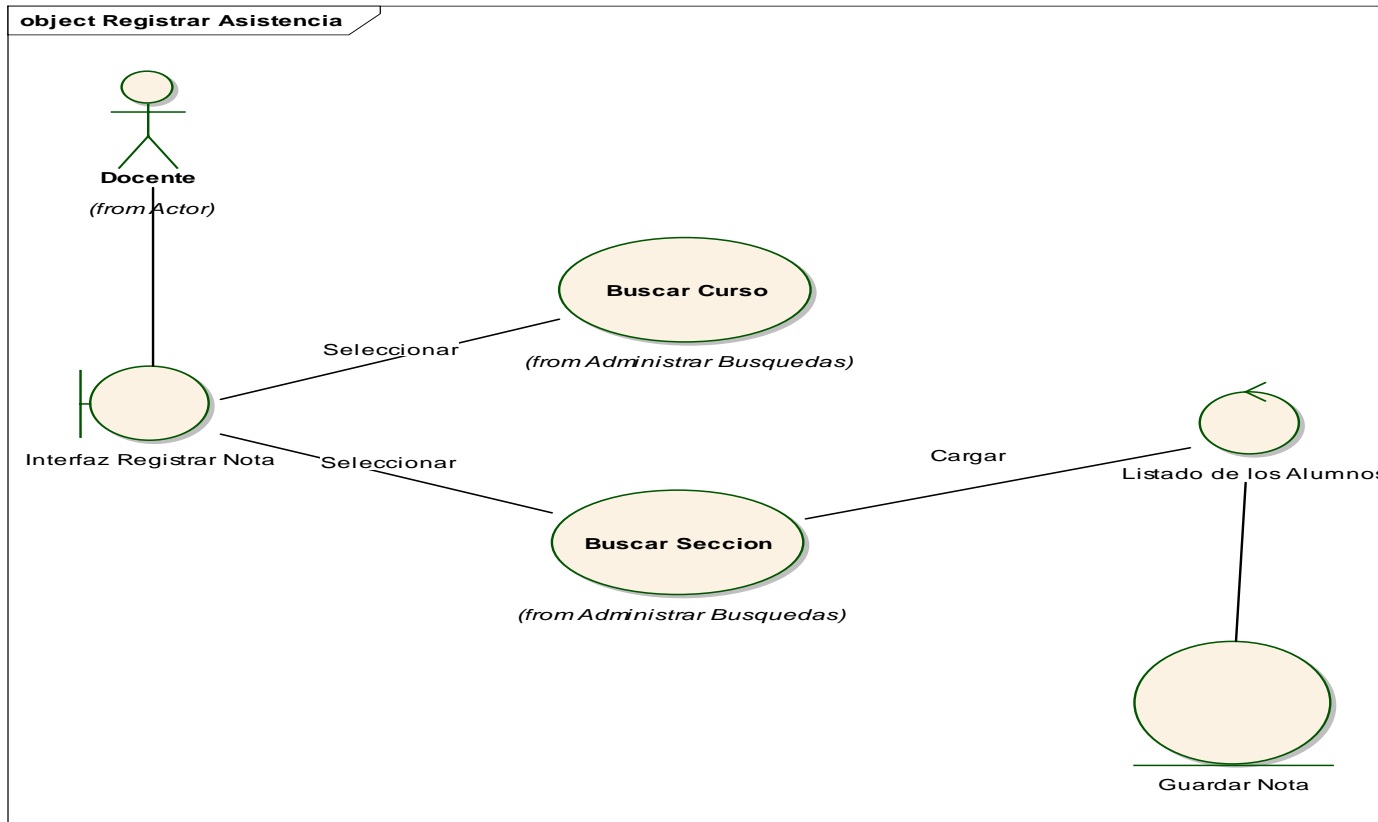 object Registrar Asistencia
Docente
(from Actor)
Buscar Curso
(from Administrar Busquedas)
Seleccionar
Interfaz Registrar Nota
Seleccionar
Buscar Seccion
(from Administrar Busquedas)
Cargar
Listado de los Alumnos
Guardar Nota